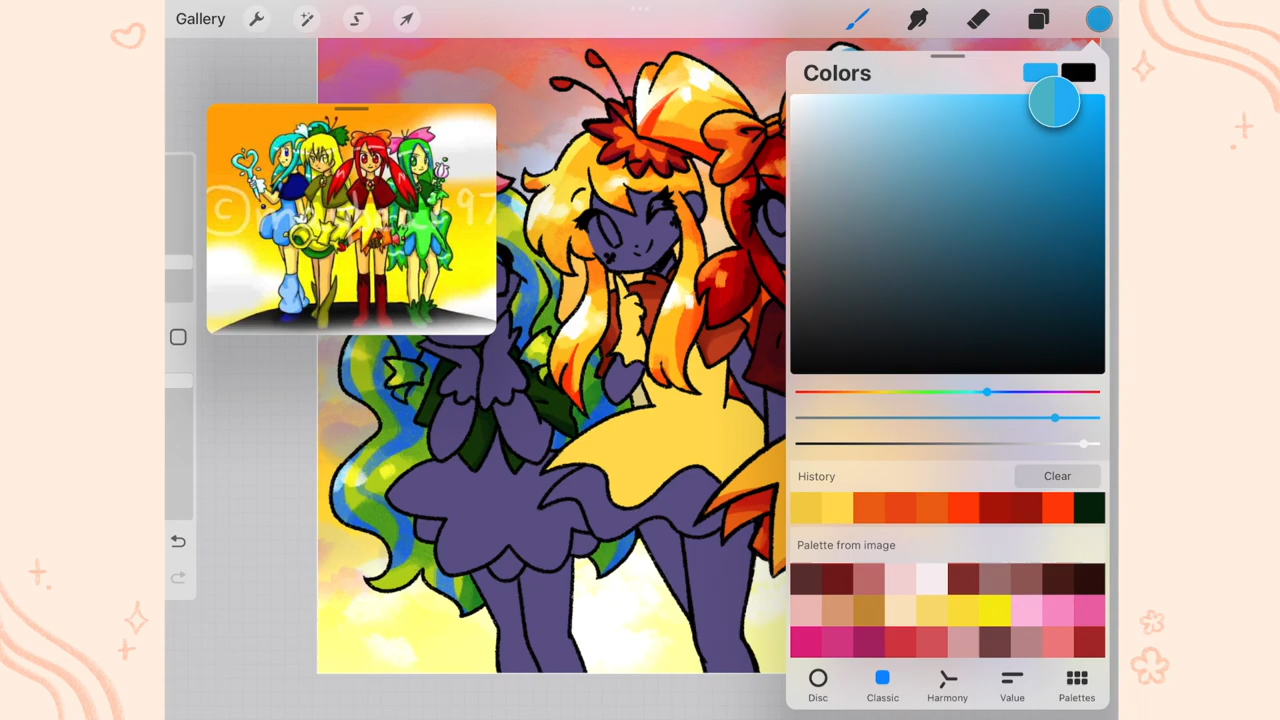 Gallery
Colors
History
Clear
Palette from image
Disc
Classic
Harmony
Value
Palettes